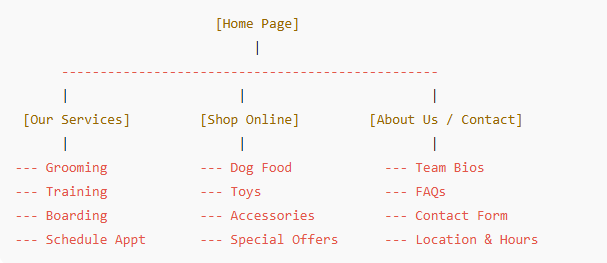 [Home Page]
|
-------------------------------------------------
| | |
[Our Services] [Shop Online] [About Us / Contact]
| | |
--- Grooming --- Dog Food --- Team Bios
--- Training --- Toys --- FAQs
--- Boarding --- Accessories --- Contact Form
--- Schedule Appt --- Special Offers --- Location & Hours